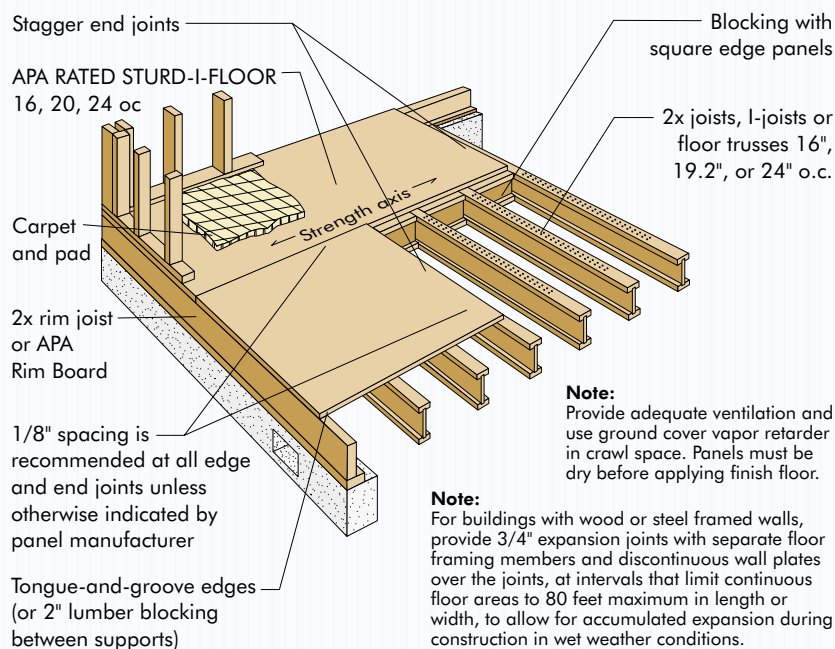 Stagger end joints
APA RATED STURD-I-FLOOR
16, 20, 24 oc
Carpet
and pad
2x rim joist
or APA
Rim Board
1/8" spacing is
recommended at all edge
and end joints unless
otherwise indicated by
panel manufacturer
Tongue-and-groove edges
(or 2" lumber blocking
between supports)
Strength axis
Blocking with
square edge panels
2x joists, I-joists or
floor trusses 16",
19.2", or 24" o.c.
Note:
Provide adequate ventilation and
use ground cover vapor retarder
in crawl space. Panels must be
dry before applying finish floor.
Note:
For buildings with wood or steel framed walls,
provide 3/4" expansion joints with separate floor
framing members and discontinuous wall plates
over the joints, at intervals that limit continuous
floor areas to 80 feet maximum in length or
width, to allow for accumulated expansion during
construction in wet weather conditions.